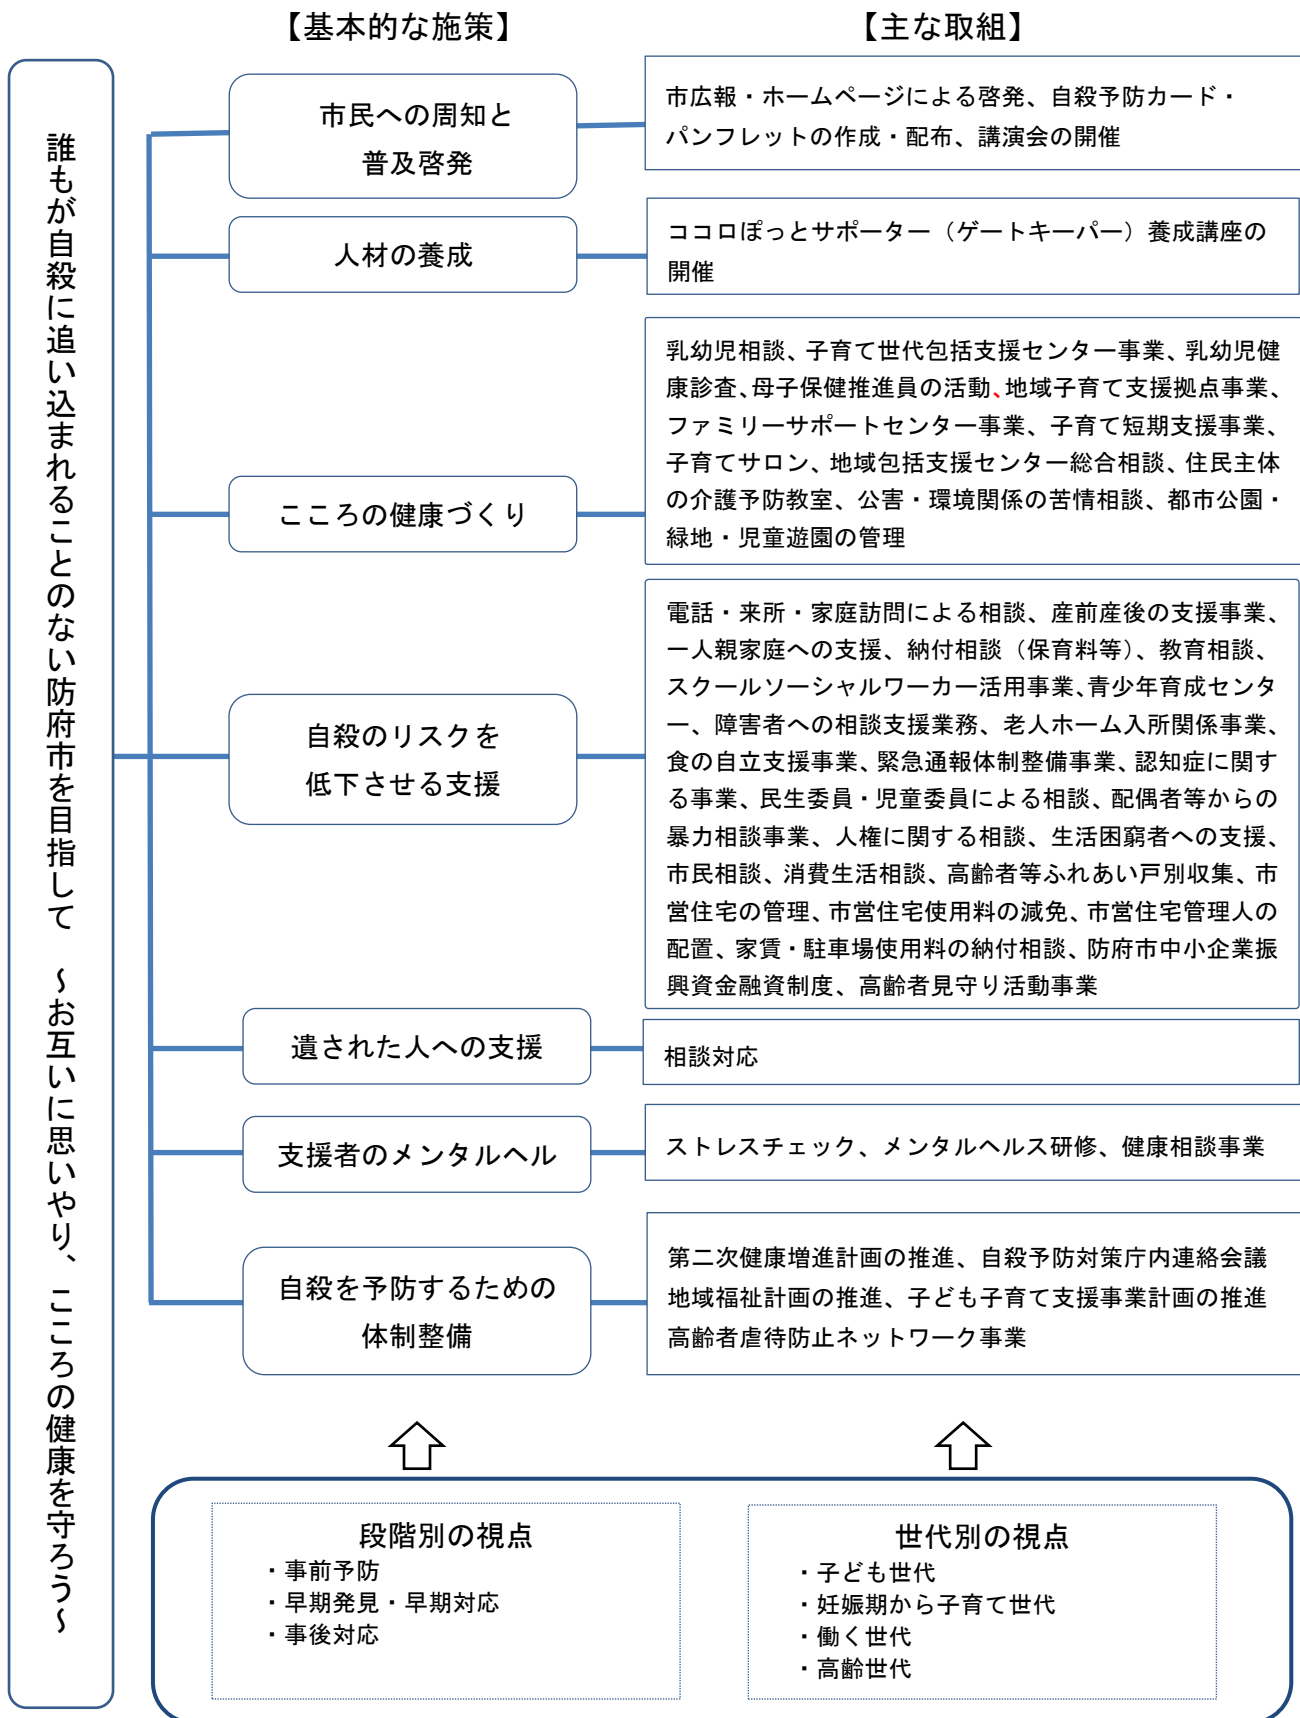 【基本的な施策】
【主な取組】
誰もが自殺に追い込まれることのない防府市を目指して　～お互いに思いやり、こころの健康を守ろう～
市民への周知と
普及啓発
市広報・ホームページによる啓発、自殺予防カード・
パンフレットの作成・配布、講演会の開催
人材の養成
ココロぽっとサポーター（ゲートキーパー）養成講座の
開催
こころの健康づくり
乳幼児相談、子育て世代包括支援センター事業、乳幼児健
康診査、母子保健推進員の活動、地域子育て支援拠点事業、
ファミリーサポートセンター事業、子育て短期支援事業、
子育てサロン、地域包括支援センター総合相談、住民主体
の介護予防教室、公害・環境関係の苦情相談、都市公園・
緑地・児童遊園の管理
自殺のリスクを
低下させる支援
電話・来所・家庭訪問による相談、産前産後の支援事業、
一人親家庭への支援、納付相談（保育料等）、教育相談、
スクールソーシャルワーカー活用事業、青少年育成センタ
ー、障害者への相談支援業務、老人ホーム入所関係事業、
食の自立支援事業、緊急通報体制整備事業、認知症に関す
る事業、民生委員・児童委員による相談、配偶者等からの
暴力相談事業、人権に関する相談、生活困窮者への支援、
市民相談、消費生活相談、高齢者等ふれあい戸別収集、市
営住宅の管理、市営住宅使用料の減免、市営住宅管理人の
配置、家賃・駐車場使用料の納付相談、防府市中小企業振
興資金融資制度、高齢者見守り活動事業
遺された人への支援
相談対応
支援者のメンタルヘル
ストレスチェック、メンタルヘルス研修、健康相談事業
自殺を予防するための
体制整備
第二次健康増進計画の推進、自殺予防対策庁内連絡会議
地域福祉計画の推進、子ども子育て支援事業計画の推進
高齢者虐待防止ネットワーク事業
段階別の視点
・事前予防
・早期発見・早期対応
・事後対応
世代別の視点
・子ども世代
・妊娠期から子育て世代
・働く世代
・高齢世代